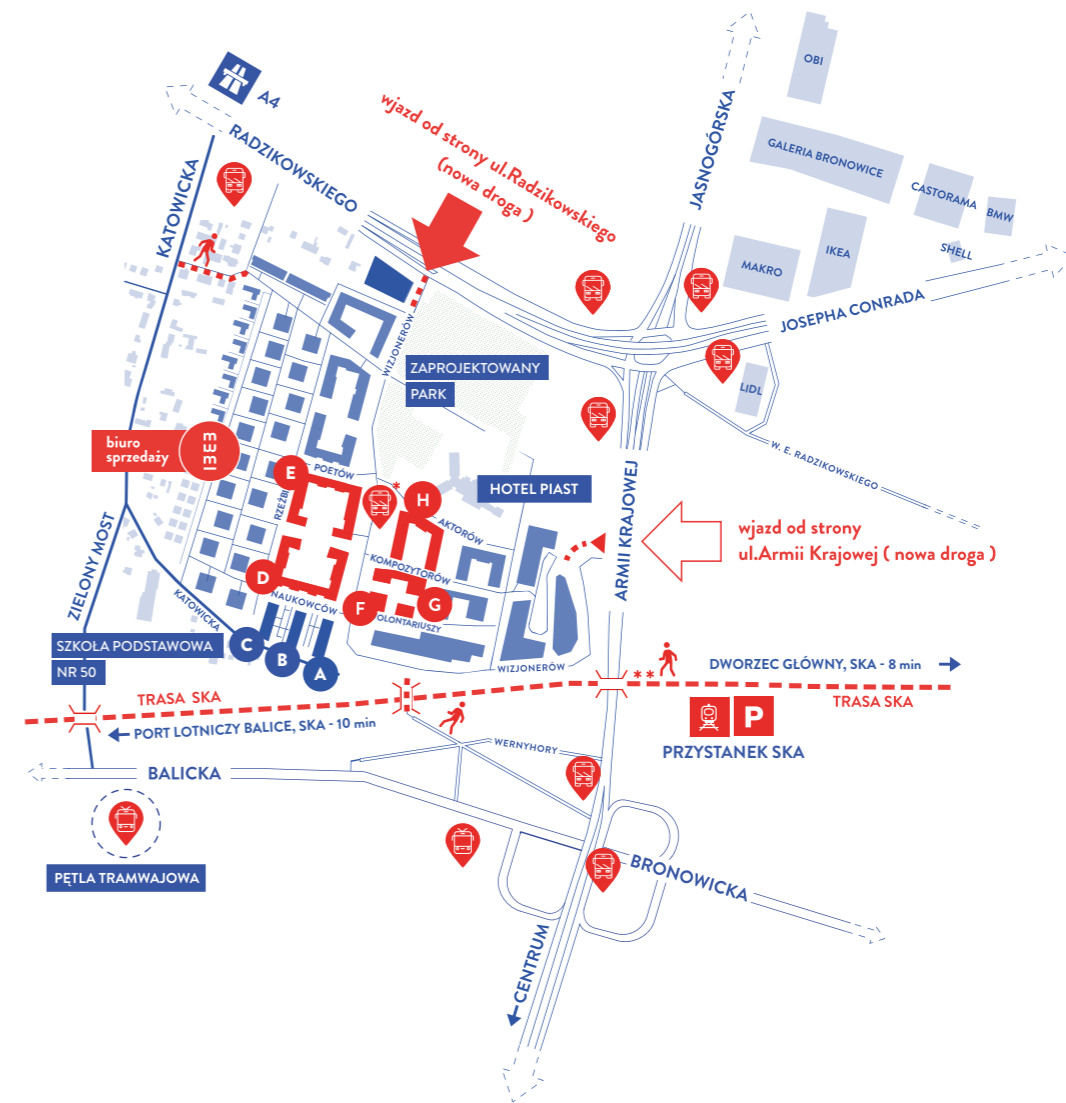 OBI
A4
wjazd od strony ul.Radzikowskiego
(nowa droga )
RADZIKOWSKIEGO
JASNOGÓRSKA
GALERIA BRONOWICE
CASTORAMA
BMW
KATOWICKA
IKEA
SHELL
MAKRO
JOSEPHA CONRADA
WIZJONERÓW
ZAPROJEKTOWANY
PARK
LIDL
biuro
sprzedaży
W. E. RADZIKOWSKIEGO
E
POETÓW
HOTEL PIAST
*
H
RZEŹBI
AKTORÓW
ARMII KRAJOWEJ
wjazd od strony
ul.Armii Krajowej ( nowa droga )
ZIELONY MOST
KOMPOZYTORÓW
D
NAUKOWCÓW
F
G
OLONTARIUSZY
KATOWICKA
SZKOŁA PODSTAWOWA
NR 50
C
B
A
WIZJONERÓW
**
DWORZEC GŁÓWNY, SKA - 8 min
TRASA SKA
TRASA SKA
PORT LOTNICZY BALICE, SKA - 10 min
P
PRZYSTANEK SKA
WERNYHORY
BALICKA
PĘTLA TRAMWAJOWA
BRONOWICKA
CENTRUM